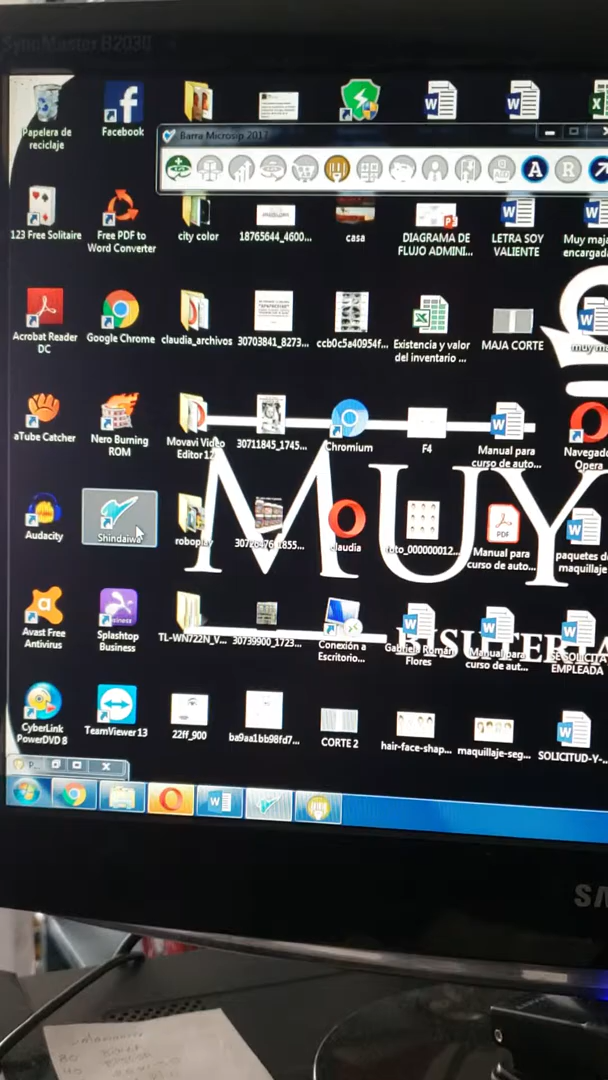 SyncMaster B2030
Papelera de
reciclaje
Facebook
Barra Microsip 2017
A
R
123 Free Solitaire
Free PDF to
Word Converter
city color
18765644_4600...
casa
DIAGRAMA DE
FLUJO ADMINI...
LETRA SOY
VALIENTE
Muy maja
encargada
Acrobat Reader
DC
Google Chrome
claudia_archivos
30703841_8273...
ccb0c5a40954f...
Existencia y valor
del inventario ...
MAJA CORTE
aTube Catcher
Nero Burning
ROM
Movavi Video
Editor 12
30711845_1745...
Chromium
F4
Manual para
curso de auto...
Navegado
Opera
MUY
Audacity
Shindaiwa
roboplay
claudia
foto_000000012...
PDF
Manual para
curso de auto...
paquetes de
maquillaje
BISUTERIA
Avast Free
Antivirus
Splashtop
Business
TL-WN722N_V...
30739900_1723...
Conexión a
Escritorio...
Gabriela Román
Flores
Manual para
curso de aut...
SE SOLICITA
EMPLEADA
CyberLink
PowerDVD 8
TeamViewer 13
22ff_900
ba9aa1bb98fd7...
CORTE 2
hair-face-shap...
maquillaje-seg...
SOLICITUD-Y-...
P...